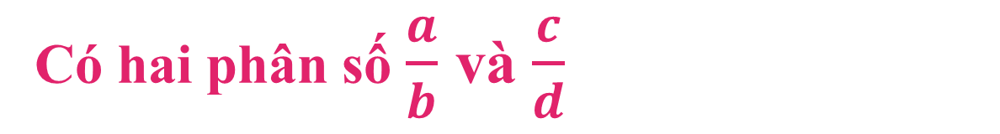 Có hai phân số a/b và c/d